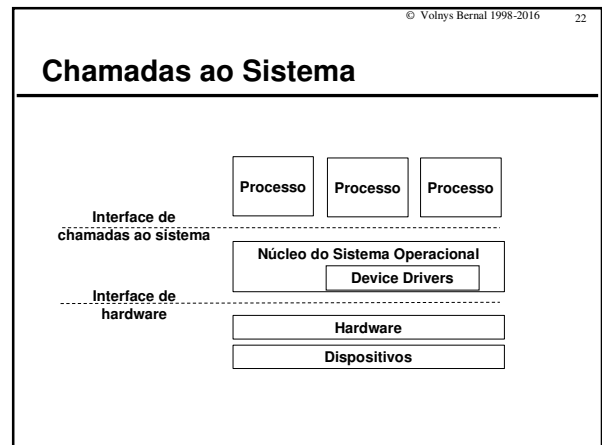 © Volnys Bernal 1998-2016 22
Chamadas ao Sistema
Processo Processo Processo
Interface de
chamadas ao sistema
Núcleo do Sistema Operacional
Device Drivers
Interface de
hardware
Hardware
Dispositivos